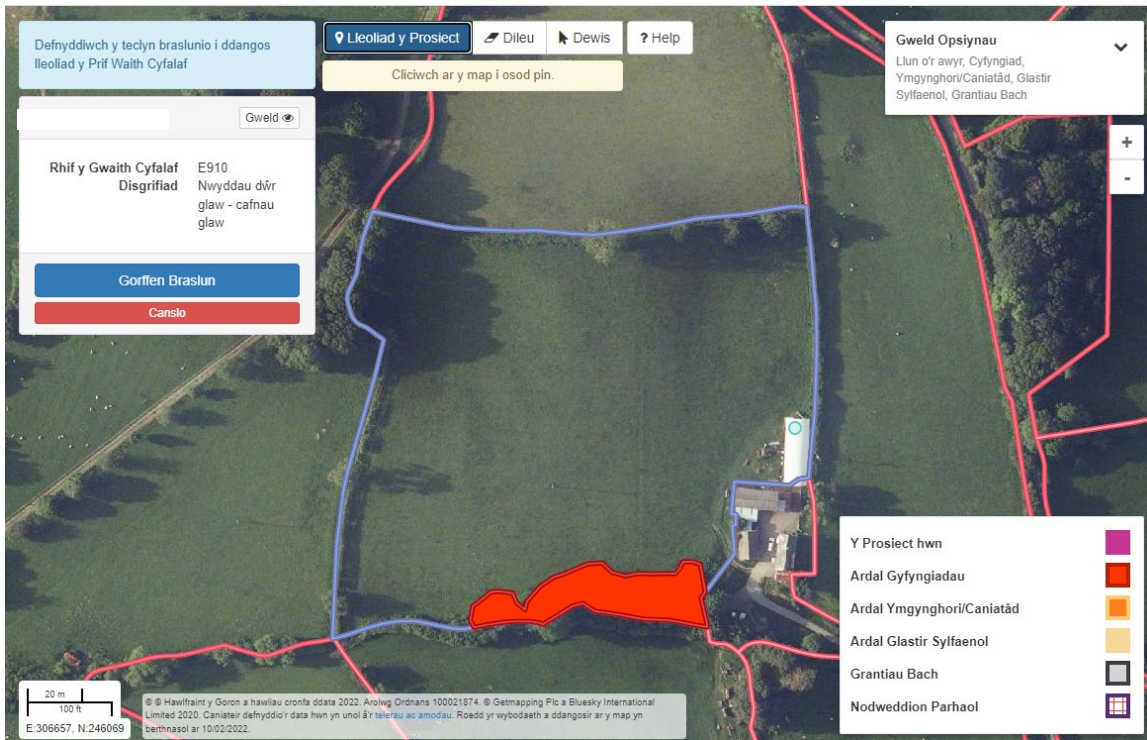 Defnyddiwch y teclyn braslunio i ddangos
lleoliad y Prif Waith Cyfalaf
Lleoliad y Prosiect
Dileu
Dewis
? Help
Cliciwch ar y map i osod pin.
Gweld Opsiynau
Llun o'r awyr, Cyfyngiad,
Ymgynghori/Caniatâd, Glastir
Sylfaenol, Grantiau Bach
+
-
Gweld
Rhif y Gwaith Cyfalaf E910
Disgrifiad Nwyddau dŵr
glaw - cafnau
glaw
Gorffen Braslun
Canslo
Y Prosiect hwn
Ardal Gyfyngiadau
Ardal Ymgynghori/Caniatâd
Ardal Glastir Sylfaenol
Grantiau Bach
Nodweddion Parhaol
20 m
100 ft
E:306657, N:246069
© ® Hawlfraint y Goron a hawliau cronfa ddata 2022. Arolwg Ordnans 100021874. © Getmapping Plc a Bluesky International
Limited 2020. Caniateir defnyddio'r data hwn yn unol â'r telerau ac amodau. Roedd yr wybodaeth a ddangosir ar y map yn
berthnasol ar 10/02/2022.